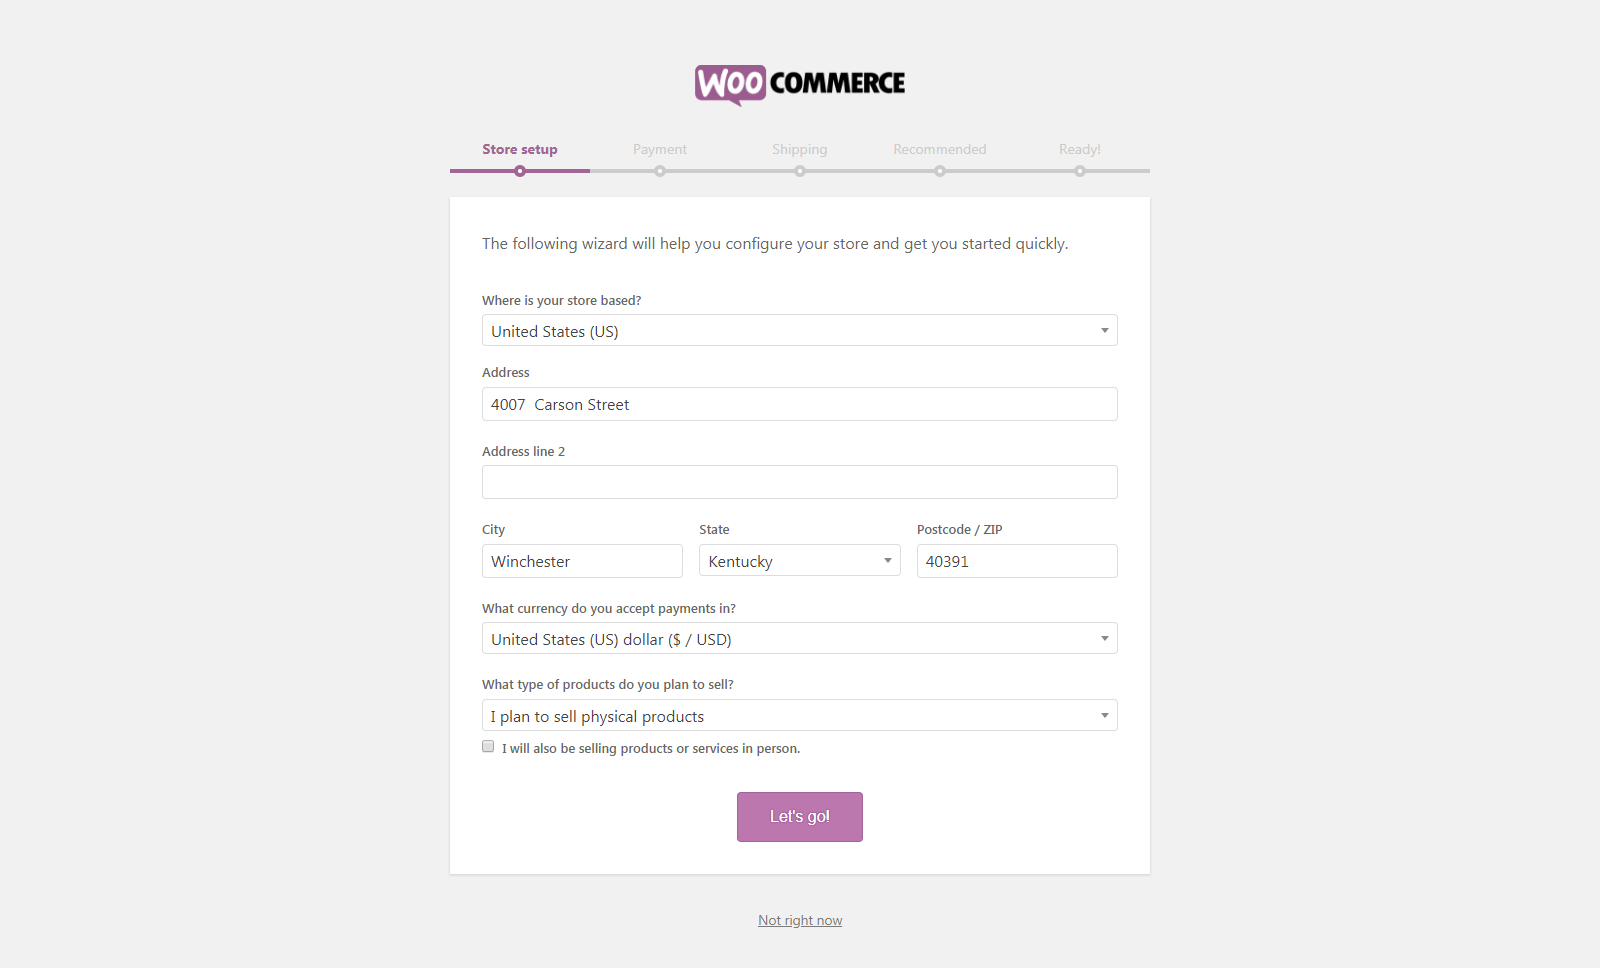 WOO COMMERCE
Store setup Payment Shipping Recommended Ready!
The following wizard will help you configure your store and get you started quickly.
Where is your store based?
United States (US)
Address
4007  Carson Street
Address line 2
City State Postcode / ZIP
Winchester Kentucky 40391
What currency do you accept payments in?
United States (US) dollar ($ / USD)
What type of products do you plan to sell?
I plan to sell physical products
I will also be selling products or services in person.
Let's go!
Not right now